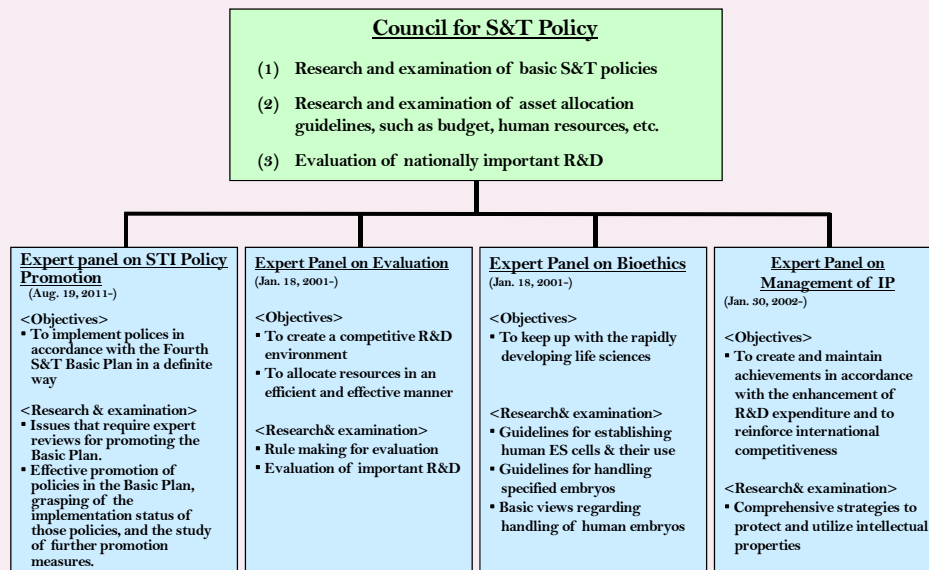 Council for S&T Policy
(1) Research and examination of basic S&T policies
(2) Research and examination of asset allocation
guidelines, such as budget, human resources, etc.
(3) Evaluation of nationally important R&D
Expert panel on STI Policy
Promotion
(Aug. 19, 2011-)
<Objectives>
▪ To implement polices in
accordance with the Fourth
S&T Basic Plan in a definite
way
<Research & examination>
▪ Issues that require expert
reviews for promoting the
Basic Plan.
▪ Effective promotion of
policies in the Basic Plan,
grasping of the
implementation status of
those policies, and the study
of further promotion
measures.
Expert Panel on Evaluation
(Jan. 18, 2001-)
<Objectives>
▪ To create a competitive R&D
environment
▪ To allocate resources in an
efficient and effective manner
<Research& examination>
▪ Rule making for evaluation
▪ Evaluation of important R&D
Expert Panel on Bioethics
(Jan. 18, 2001-)
<Objectives>
▪ To keep up with the rapidly
developing life sciences
<Research& examination>
▪ Guidelines for establishing
human ES cells & their use
▪ Guidelines for handling
specified embryos
▪ Basic views regarding
handling of human embryos
Expert Panel on
Management of IP
(Jan. 30, 2002-)
<Objectives>
▪ To create and maintain
achievements in accordance
with the enhancement of
R&D expenditure and to
reinforce international
competitiveness
<Research& examination>
▪ Comprehensive strategies to
protect and utilize intellectual
properties